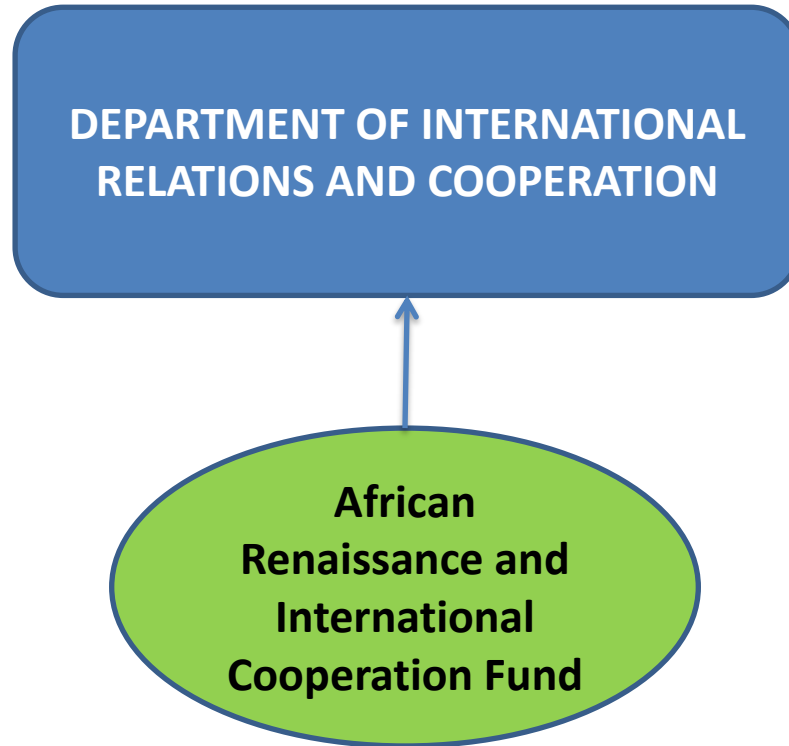 DEPARTMENT OF INTERNATIONAL
RELATIONS AND COOPERATION
African
Renaissance and
International
Cooperation Fund